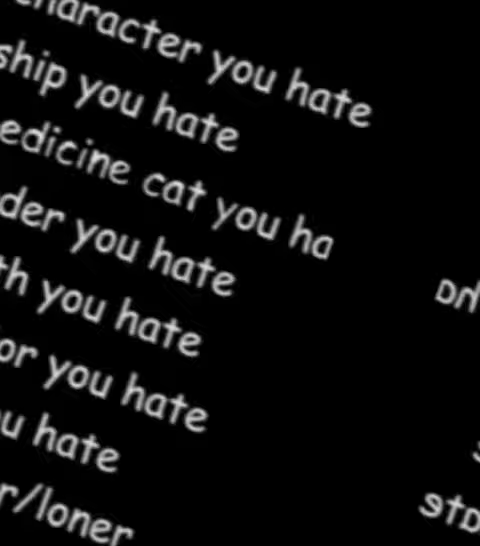 character you hate
ship you hate
edicine cat you ha
der you hate
th you hate
or you hate
u hate
r/loner